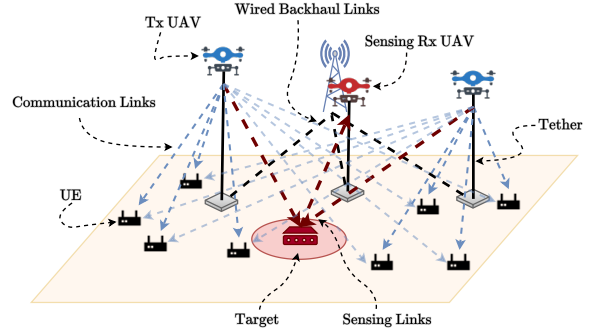 Wired Backhaul Links
Tx UAV
Sensing Rx UAV
Communication Links
Tether
UE
Target
Sensing Links